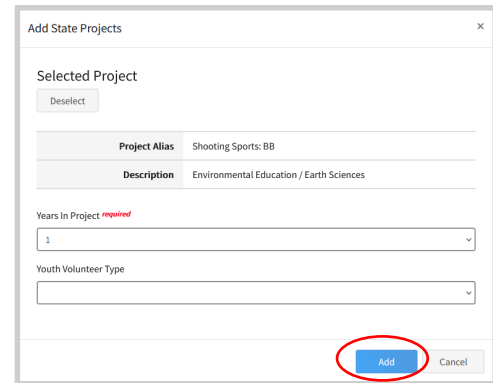 Add State Projects ×
Selected Project
Deselect
Project Alias Shooting Sports: BB
Description Environmental Education / Earth Sciences
Years In Project required
1
Youth Volunteer Type
Add Cancel